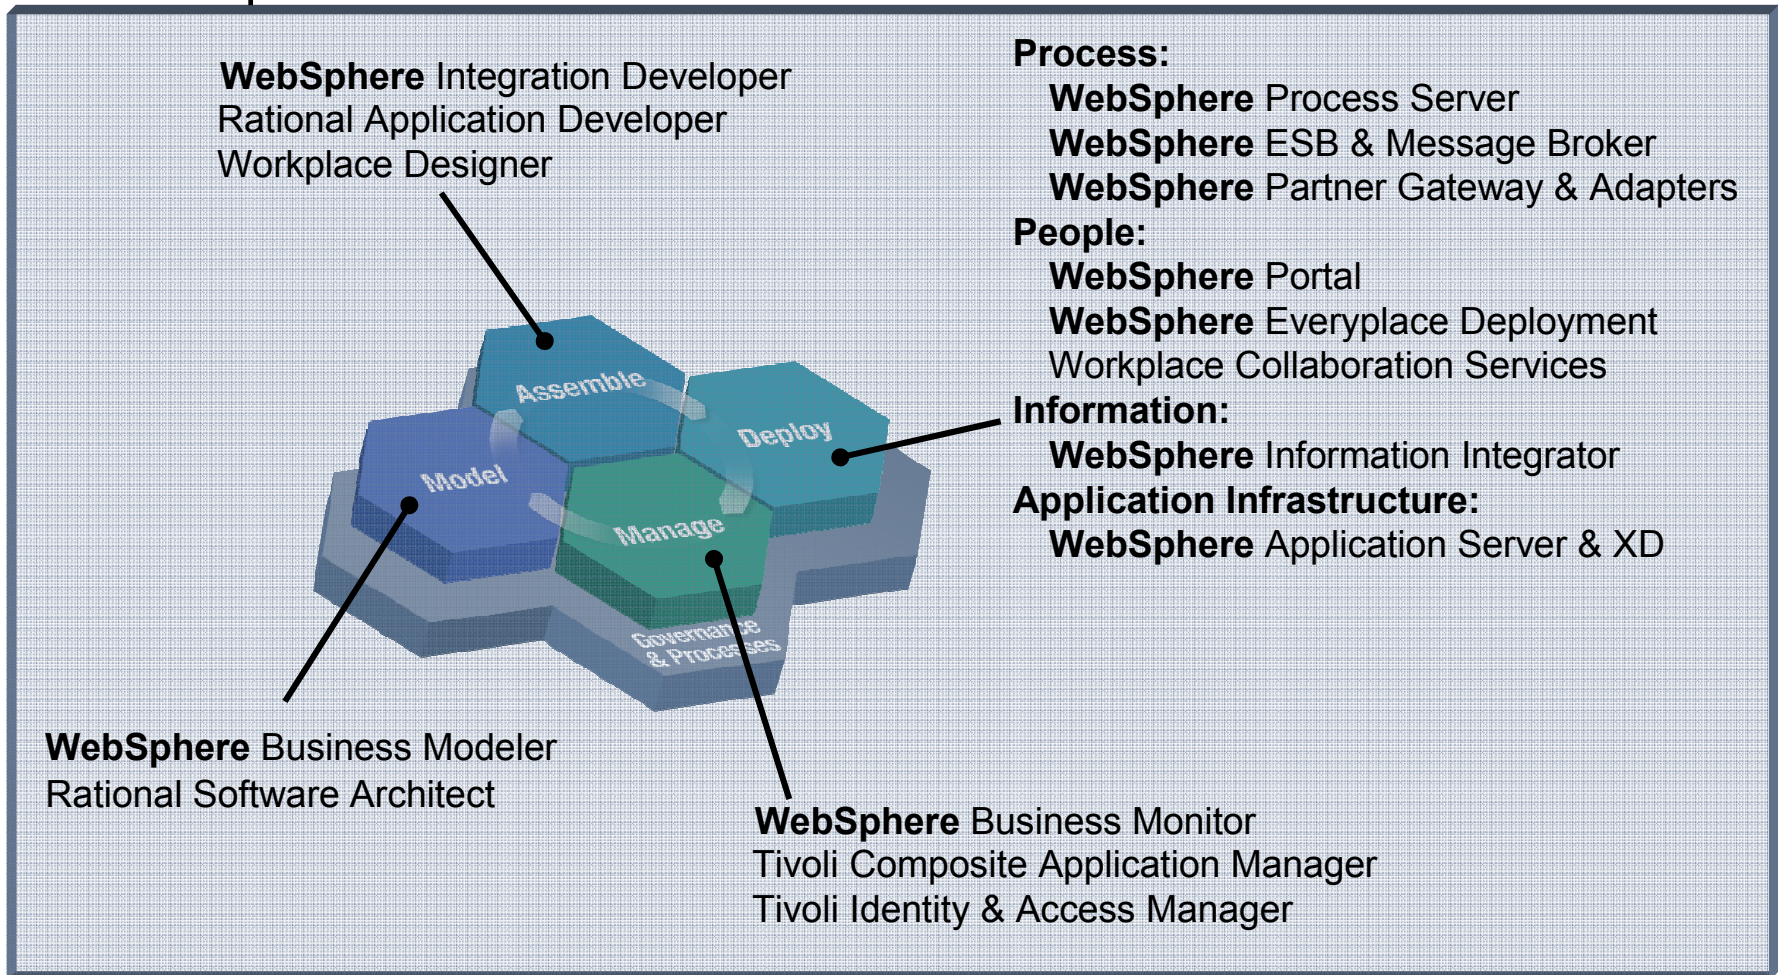 WebSphere Integration Developer
Rational Application Developer
Workplace Designer
Process:
WebSphere Process Server
WebSphere ESB & Message Broker
WebSphere Partner Gateway & Adapters
People:
WebSphere Portal
WebSphere Everyplace Deployment
Workplace Collaboration Services
Information:
WebSphere Information Integrator
Application Infrastructure:
WebSphere Application Server & XD
Assemble
Deploy
Model
Manage
Governance
& Processes
WebSphere Business Modeler
Rational Software Architect
WebSphere Business Monitor
Tivoli Composite Application Manager
Tivoli Identity & Access Manager